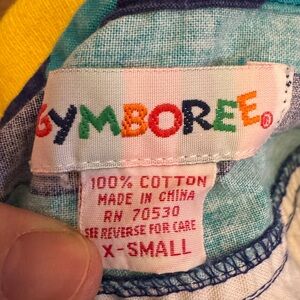 GYMBOREE®
100% COTTON
MADE IN CHINA
RN 70530
SEE REVERSE FOR CARE
X-SMALL